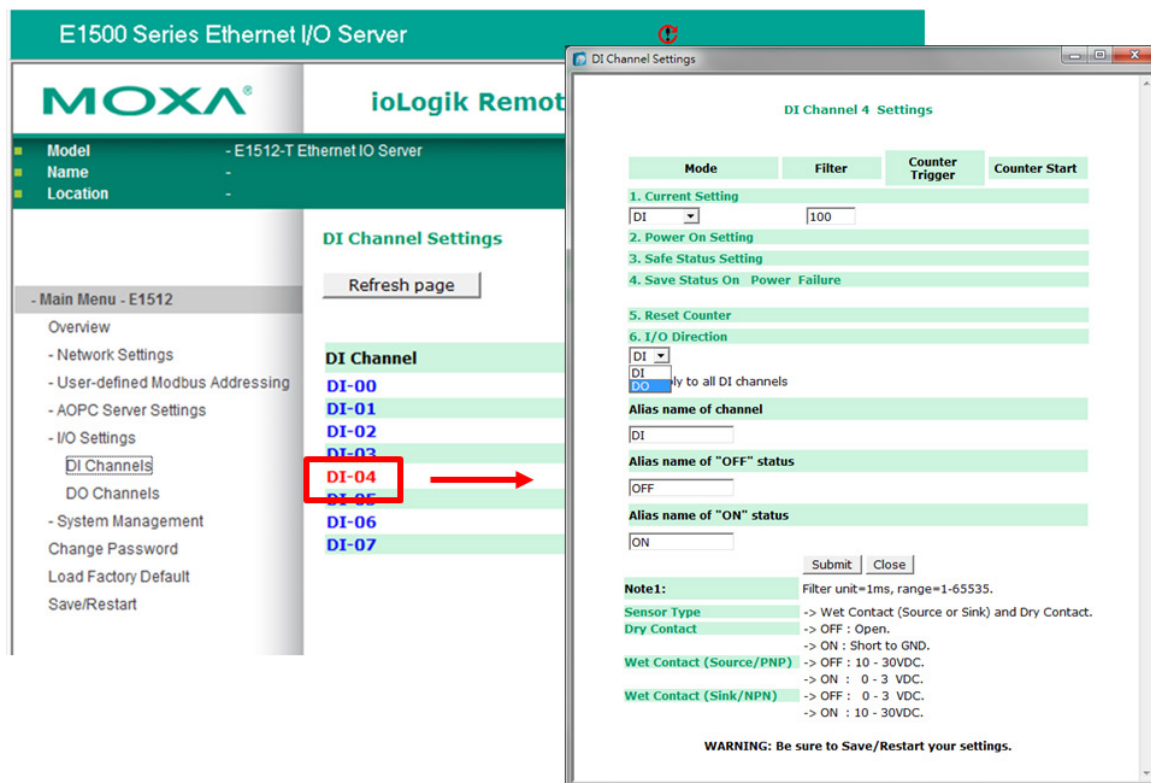 E1500 Series Ethernet I/O Server
MOXA®
ioLogik Remot
Model - E1512-T Ethernet IO Server
Name -
Location -
- Main Menu - E1512
Overview
- Network Settings
- User-defined Modbus Addressing
- AOPC Server Settings
- I/O Settings
DI Channels
DO Channels
- System Management
Change Password
Load Factory Default
Save/Restart
DI Channel Settings
Refresh page
DI Channel
DI-00
DI-01
DI-02
DI-03
DI-04
DI-05
DI-06
DI-07
DI Channel Settings
DI Channel 4 Settings
Mode Filter Counter Trigger Counter Start
1. Current Setting
DI 100
2. Power On Setting
3. Safe Status Setting
4. Save Status On Power Failure
5. Reset Counter
6. I/O Direction
DI
DI
DO ly to all DI channels
Alias name of channel
DI
Alias name of "OFF" status
OFF
Alias name of "ON" status
ON
Submit Close
Note1: Filter unit=1ms, range=1-65535.
Sensor Type -> Wet Contact (Source or Sink) and Dry Contact.
Dry Contact -> OFF : Open.
-> ON : Short to GND.
Wet Contact (Source/PNP) -> OFF : 10 - 30VDC.
-> ON : 0 - 3 VDC.
Wet Contact (Sink/NPN) -> OFF : 0 - 3 VDC.
-> ON : 10 - 30VDC.
WARNING: Be sure to Save/Restart your settings.